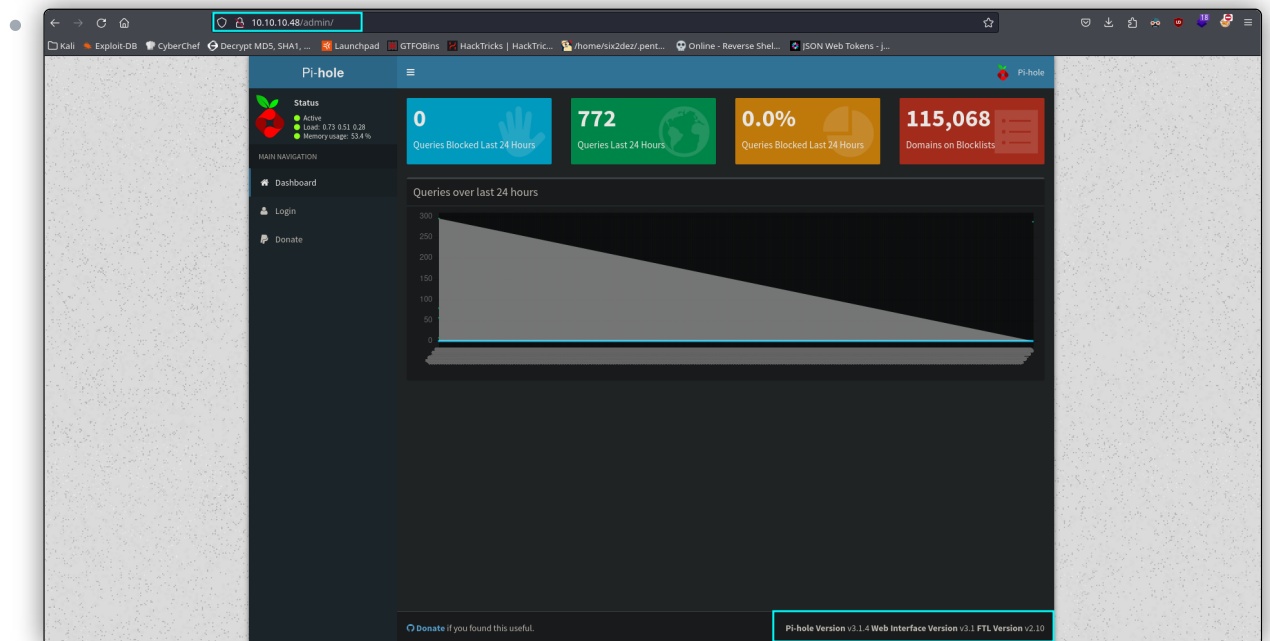 10.10.10.48/admin/
Kali Exploit-DB CyberChef Decrypt MD5, SHA1, ... Launchpad GTFOBins HackTricks | HackTric... /home/six2dez/.pent... Online - Reverse Shel... JSON Web Tokens - j...
Pi-hole
Pi-hole
Status
Active
Load: 0.73 0.51 0.28
Memory usage: 53.4 %
0
Queries Blocked Last 24 Hours
772
Queries Last 24 Hours
0.0%
Queries Blocked Last 24 Hours
115,068
Domains on Blocklists
MAIN NAVIGATION
Dashboard
Login
Donate
Queries over last 24 hours
300
250
200
150
100
50
0
Donate if you found this useful.
Pi-hole Version v3.1.4 Web Interface Version v3.1 FTL Version v2.10